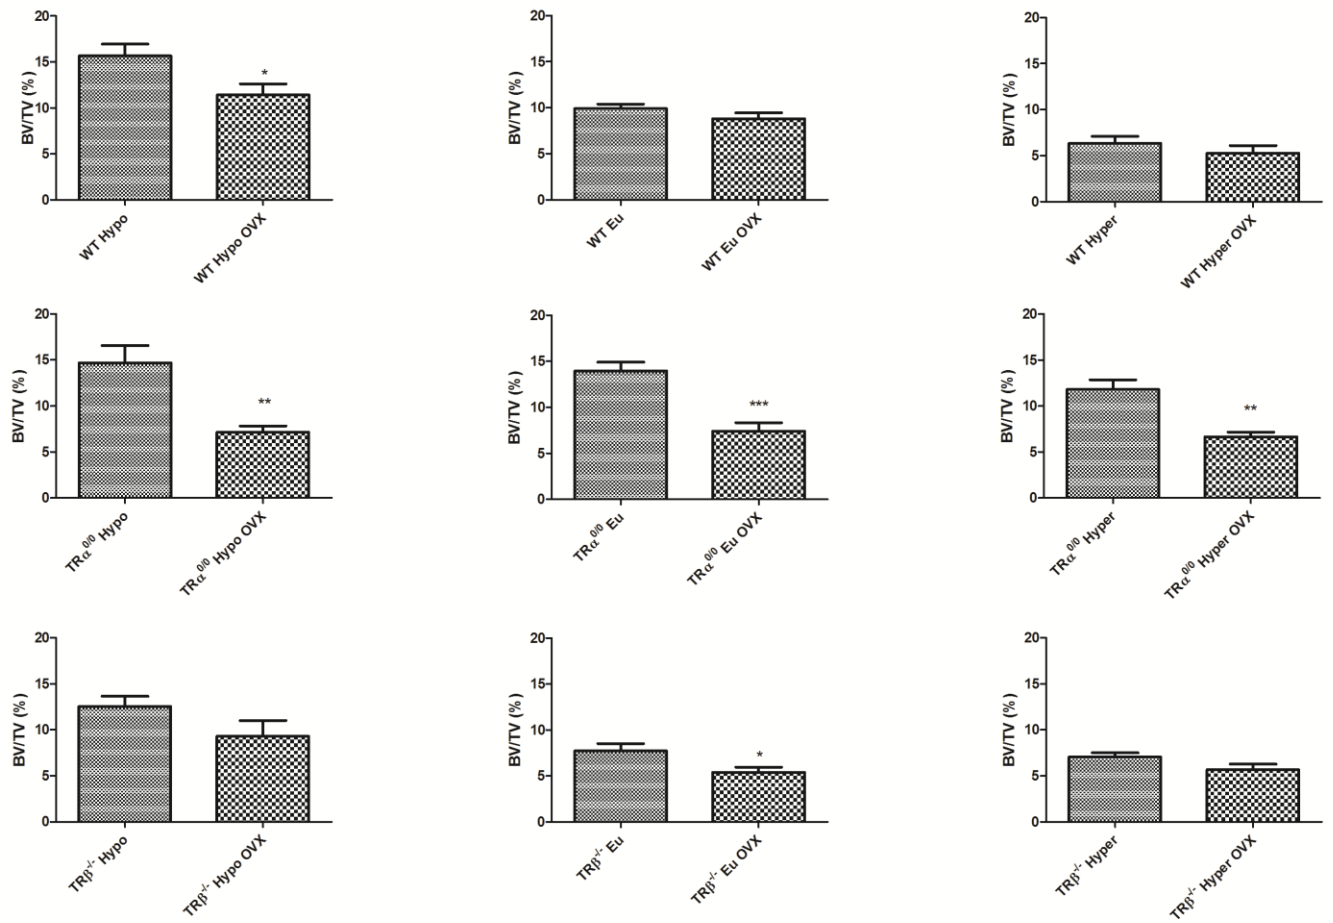 20
15
10
5
0
BV/TV (%)
*
WT Hypo
WT Hypo OVX
20
15
10
5
0
BV/TV (%)
WT Eu
WT Eu OVX
20
15
10
5
0
BV/TV (%)
WT Hyper
WT Hyper OVX
20
15
10
5
0
BV/TV (%)
**
TRα0/0 Hypo
TRα0/0 Hypo OVX
20
15
10
5
0
BV/TV (%)
***
TRα0/0 Eu
TRα0/0 Eu OVX
20
15
10
5
0
BV/TV (%)
**
TRα0/0 Hyper
TRα0/0 Hyper OVX
20
15
10
5
0
BV/TV (%)
TRβ-/- Hypo
TRβ-/- Hypo OVX
20
15
10
5
0
BV/TV (%)
*
TRβ-/- Eu
TRβ-/- Eu OVX
20
15
10
5
0
BV/TV (%)
TRβ-/- Hyper
TRβ-/- Hyper OVX